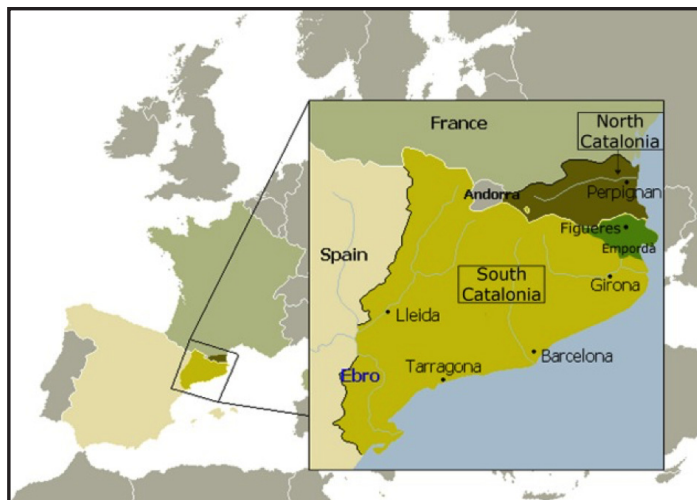 North
Catalonia
France
Andorra
Perpignan
Figueres
Empordà
Spain
South
Catalonia
Girona
Lleida
Barcelona
Tarragona
Ebro